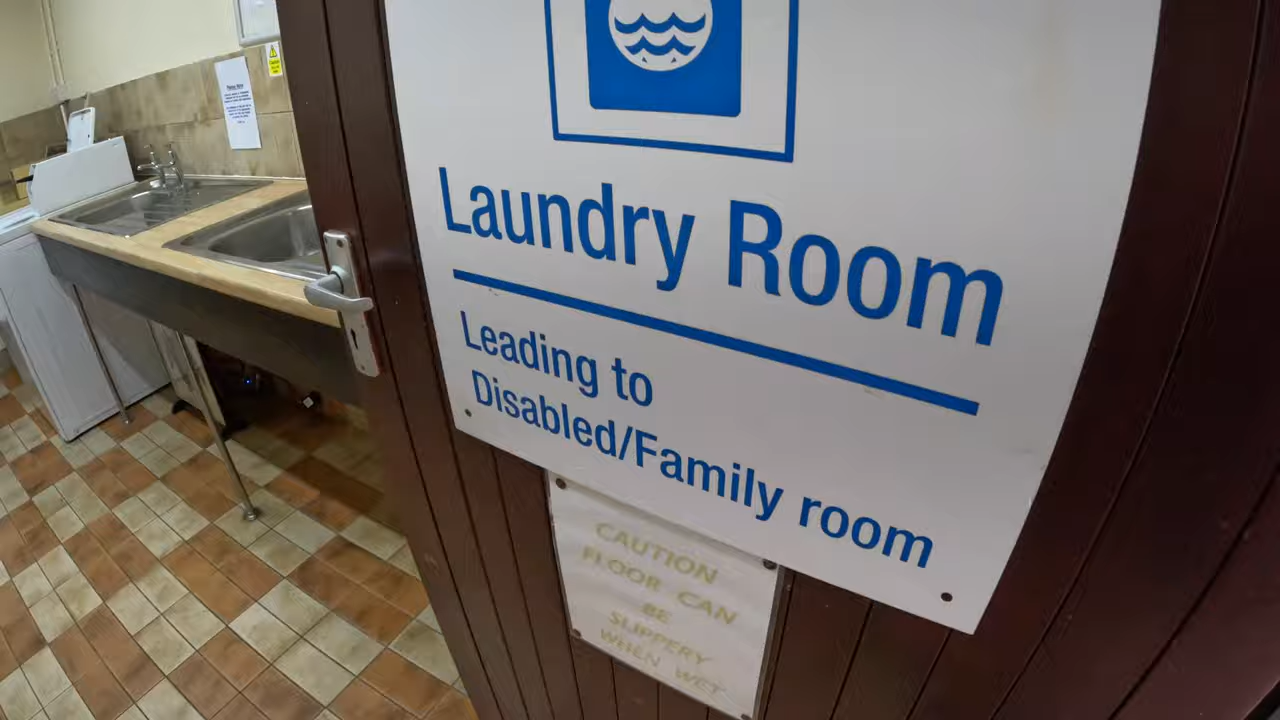 Laundry Room
Leading to
Disabled/Family room
CAUTION
FLOOR CAN
BE
SLIPPERY
WHEN WET